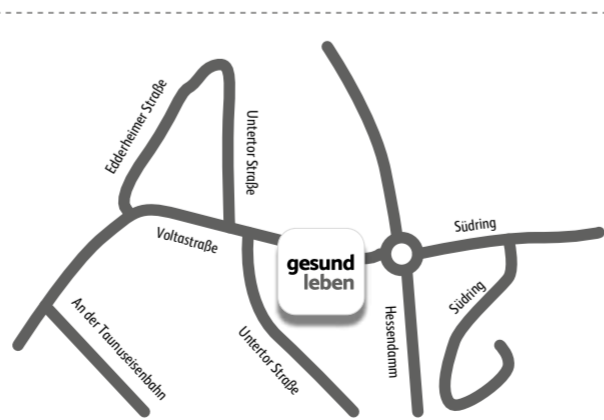 Edderheimer Straße
Untertor Straße
Voltastraße
Südring
gesund
leben
Südring
An der Taunuseisenbahn
Untertor Straße
Hessendamm